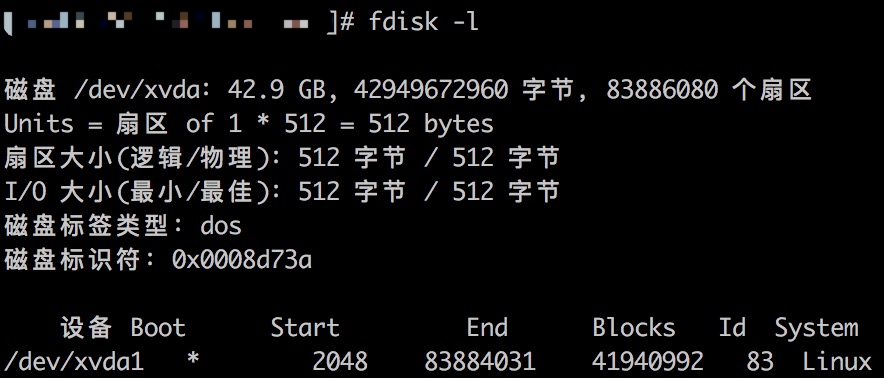 ]# fdisk -l
磁盘 /dev/xvda: 42.9 GB, 42949672960 字节, 83886080 个扇区
Units = 扇区 of 1 * 512 = 512 bytes
扇区大小(逻辑/物理): 512 字节 / 512 字节
I/O 大小(最小/最佳): 512 字节 / 512 字节
磁盘标签类型: dos
磁盘标识符: 0x0008d73a
设备 Boot Start End Blocks Id System
/dev/xvda1 * 2048 83884031 41940992 83 Linux